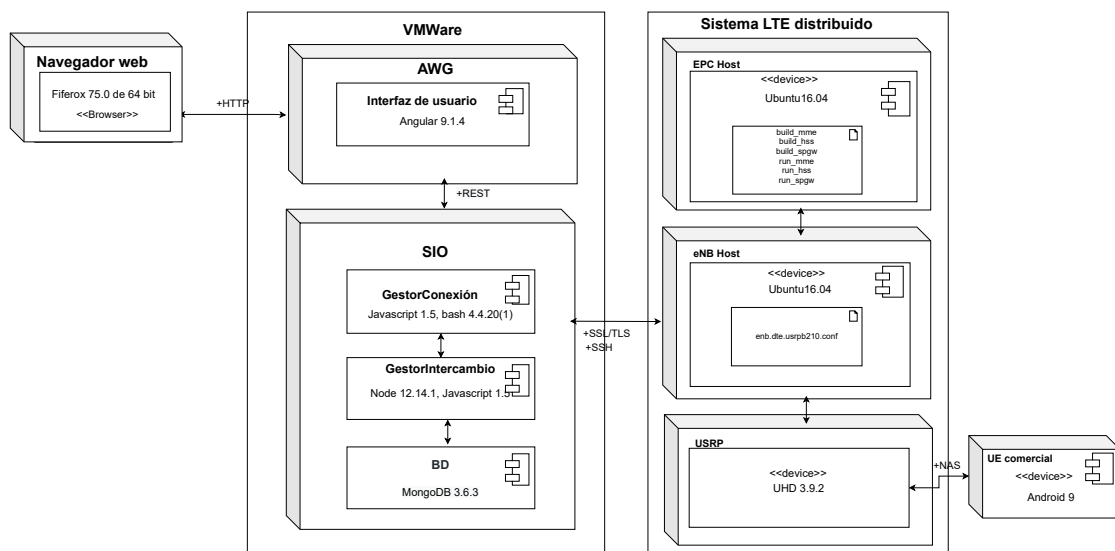 Navegador web
Fiferox 75.0 de 64 bit
<<Browser>>
+HTTP
VMWare
AWG
Interfaz de usuario
Angular 9.1.4
+REST
SIO
GestorConexión
Javascript 1.5, bash 4.4.20(1)
GestorIntercambio
Node 12.14.1, Javascript 1.5
BD
MongoDB 3.6.3
+SSL/TLS
+SSH
Sistema LTE distribuido
EPC Host
<<device>>
Ubuntu16.04
build_mme
build_hss
build_spgw
run_mme
run_hss
run_spgw
eNB Host
<<device>>
Ubuntu16.04
enb.dte.usrpb210.conf
USRP
<<device>>
UHD 3.9.2
+NAS
UE comercial
<<device>>
Android 9